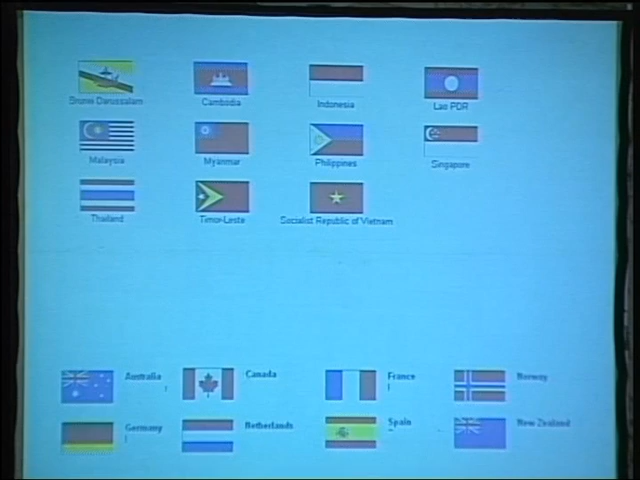 Brunei Darussalam
Cambodia
Indonesia
Lao PDR
Malaysia
Myanmar
Philippines
Singapore
Thailand
Timor-Leste
Socialist Republic of Vietnam
Australia
Canada
France
Norway
Germany
Netherlands
Spain
New Zealand